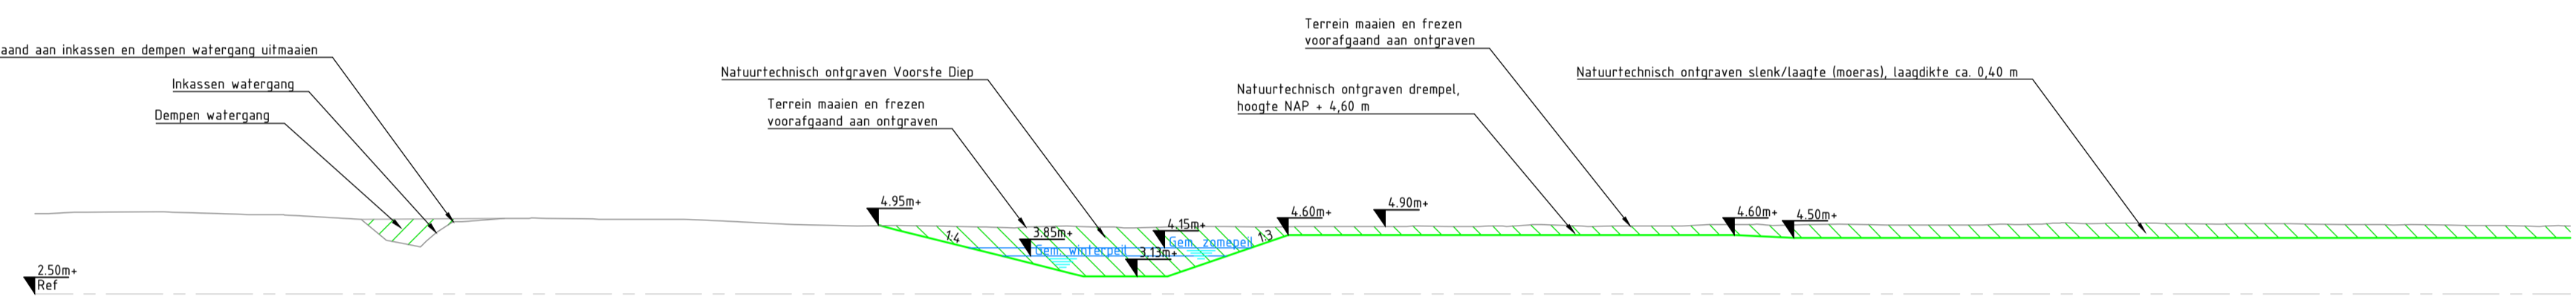 aand aan inkassen en dempen watergang uitmaaien
Inkassen watergang
Dempen watergang
Natuurtechnisch ontgraven Voorste Diep
Terrein maaien en frezen
voorafgaand aan ontgraven
Terrein maaien en frezen
voorafgaand aan ontgraven
Natuurtechnisch ontgraven drempel,
hoogte NAP + 4,60 m
Natuurtechnisch ontgraven slenk/laagte (moeras), laagdikte ca. 0,40 m
4.95m+
1:4
3.85m+
Gem. winterpeil
4.15m+
Gem. zomerpeil
3.13m+
1:3
4.60m+
4.90m+
4.60m+
4.50m+
2.50m+
Ref